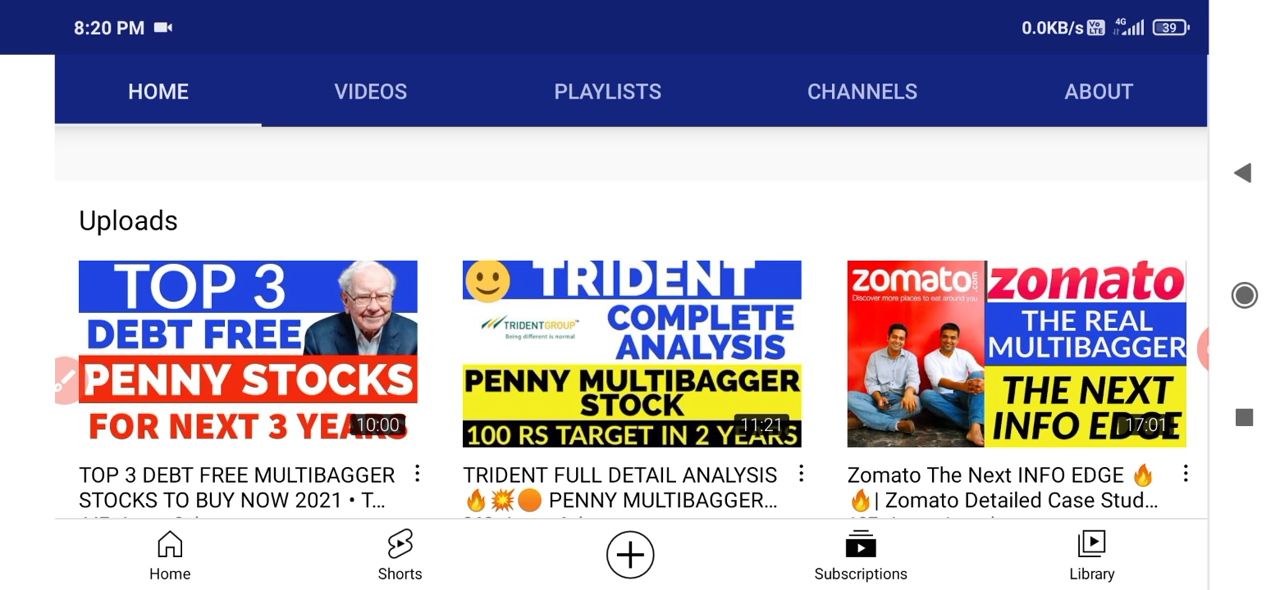 8:20 PM
0.0KB/s Vo LTE 4G 39
HOME VIDEOS PLAYLISTS CHANNELS ABOUT
Uploads
TOP 3
DEBT FREE
PENNY STOCKS
FOR NEXT 3 YEARS
10:00
TRIDENT
TRIDENTGROUP™
Being different is normal
COMPLETE
ANALYSIS
PENNY MULTIBAGGER
STOCK
100 RS TARGET IN 2 YEARS
11:21
zomato.com
Discover more places to eat around you
zomato
THE REAL
MULTIBAGGER
THE NEXT
INFO EDGE
17:01
TOP 3 DEBT FREE MULTIBAGGER
STOCKS TO BUY NOW 2021 • T...
TRIDENT FULL DETAIL ANALYSIS
🔥💥🟠 PENNY MULTIBAGGER...
Zomato The Next INFO EDGE 🔥
🔥| Zomato Detailed Case Stud...
Home Shorts Subscriptions Library